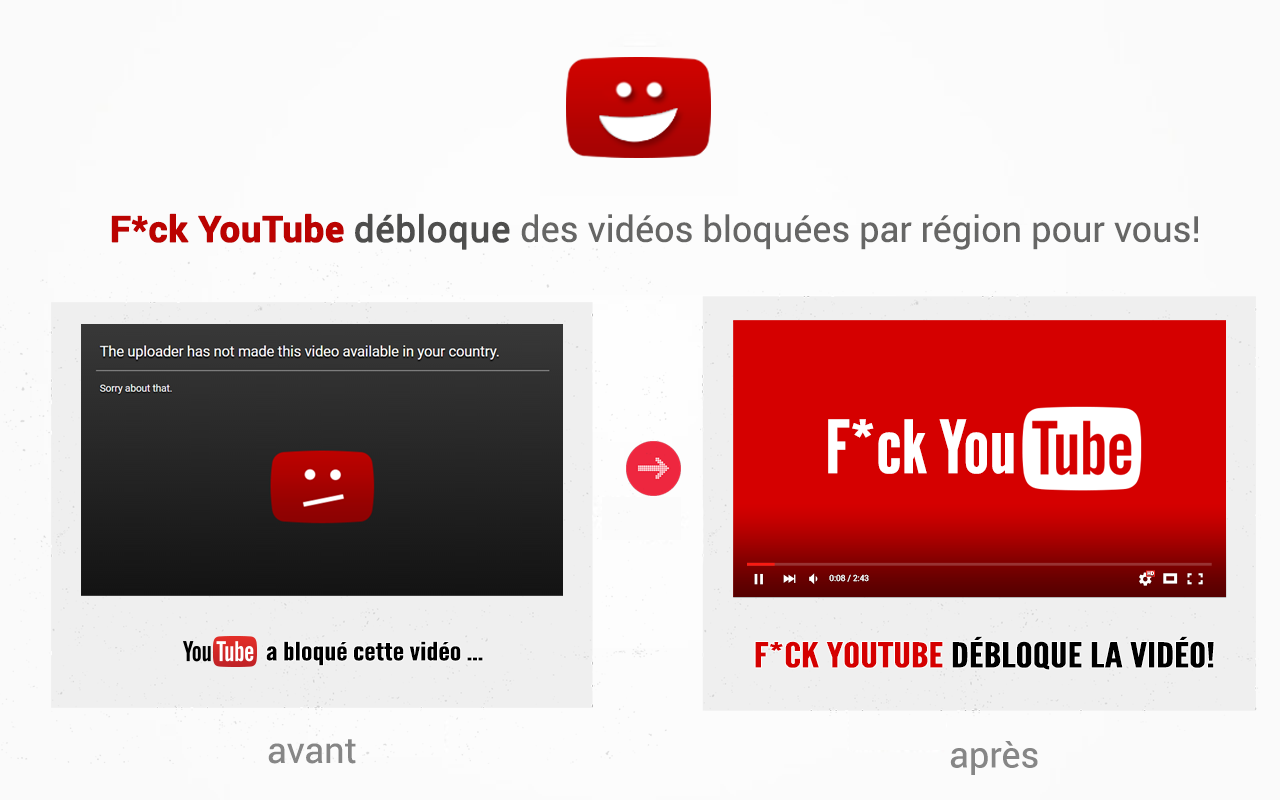 F*ck YouTube débloque des vidéos bloquées par région pour vous!
The uploader has not made this video available in your country.
Sorry about that.
YouTube a bloqué cette vidéo ...
avant
F*ck YouTube
0:08 / 2:43
HD
F*CK YOUTUBE DÉBLOQUE LA VIDÉO!
après